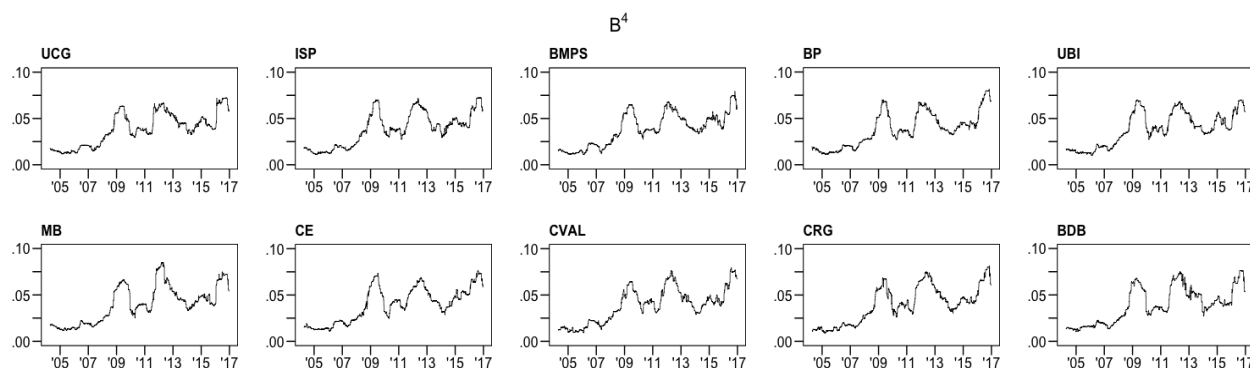 B⁴
UCG ISP BMPS BP UBI
.10 .10 .10 .10 .10
.05 .05 .05 .05 .05
.00 .00 .00 .00 .00
'05 '07 '09 '11 '13 '15 '17 '05 '07 '09 '11 '13 '15 '17 '05 '07 '09 '11 '13 '15 '17 '05 '07 '09 '11 '13 '15 '17 '05 '07 '09 '11 '13 '15 '17
MB CE CVAL CRG BDB
.10 .10 .10 .10 .10
.05 .05 .05 .05 .05
.00 .00 .00 .00 .00
'05 '07 '09 '11 '13 '15 '17 '05 '07 '09 '11 '13 '15 '17 '05 '07 '09 '11 '13 '15 '17 '05 '07 '09 '11 '13 '15 '17 '05 '07 '09 '11 '13 '15 '17